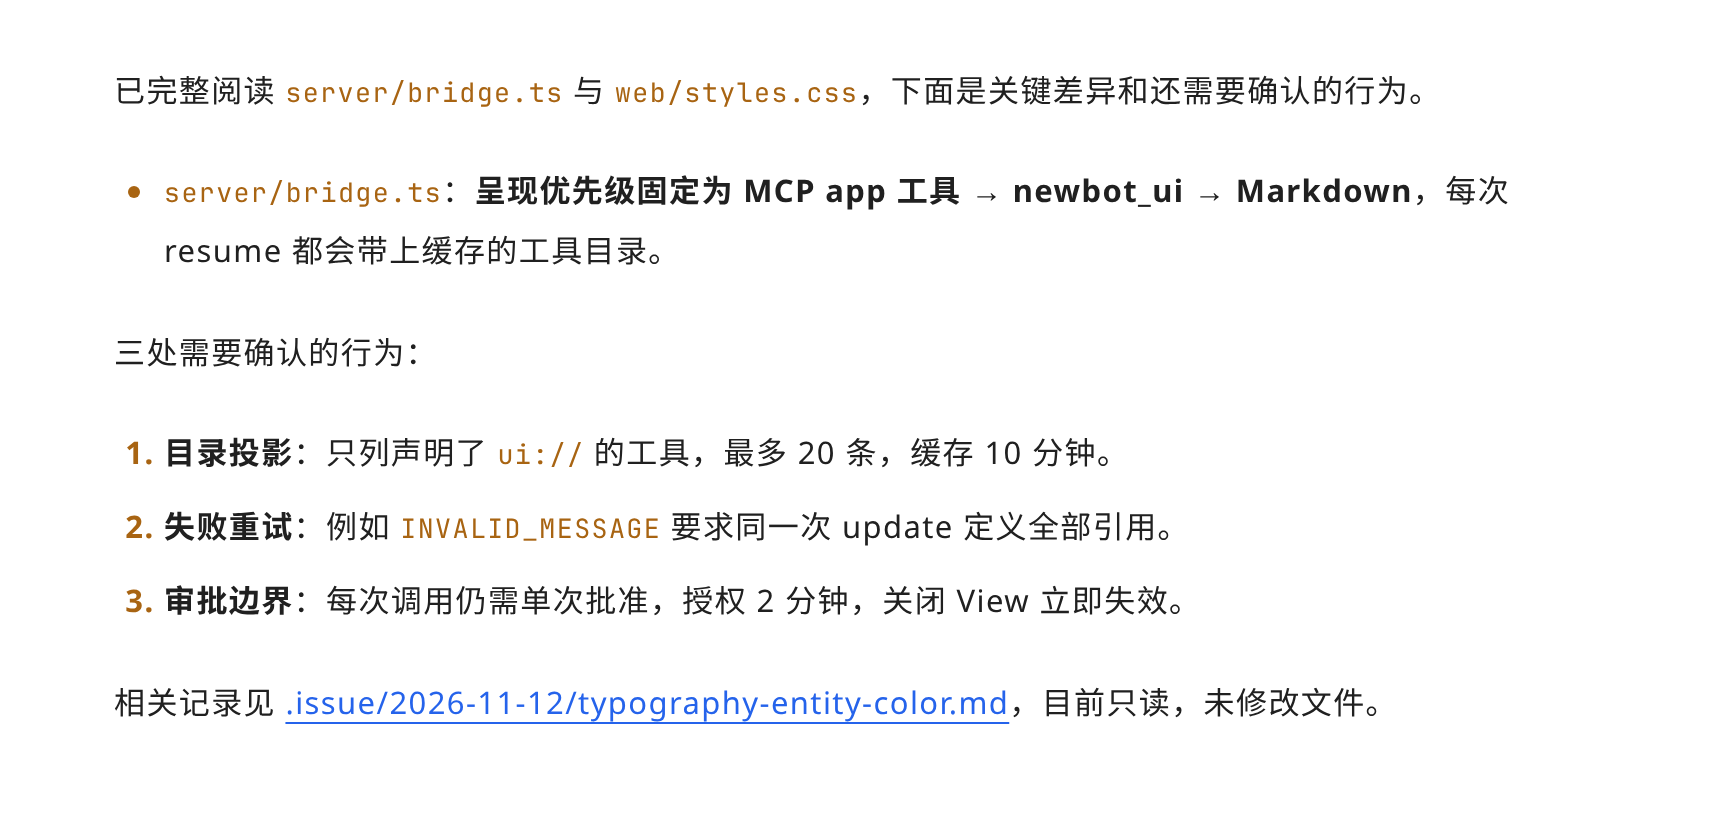 已完整阅读 server/bridge.ts 与 web/styles.css，下面是关键差异和还需要确认的行为。
• server/bridge.ts：呈现优先级固定为 MCP app 工具 → newbot_ui → Markdown，每次
resume 都会带上缓存的工具目录。
三处需要确认的行为：
1. 目录投影：只列声明了 ui:// 的工具，最多 20 条，缓存 10 分钟。
2. 失败重试：例如 INVALID_MESSAGE 要求同一次 update 定义全部引用。
3. 审批边界：每次调用仍需单次批准，授权 2 分钟，关闭 View 立即失效。
相关记录见 .issue/2026-11-12/typography-entity-color.md，目前只读，未修改文件。